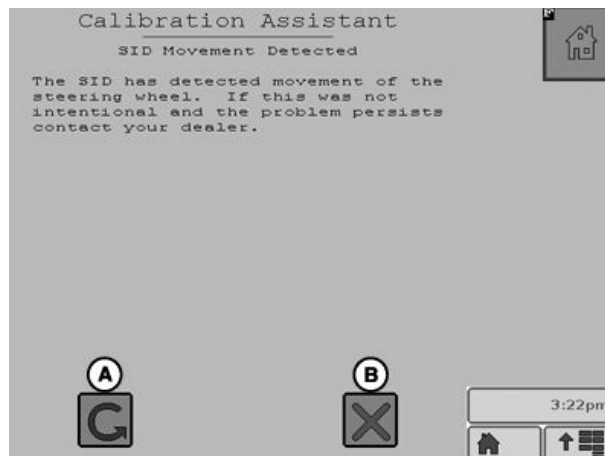 Calibration Assistant
F
SID Movement Detected
The SID has detected movement of the
steering wheel. If this was not
intentional and the problem persists
contact your dealer.
A
B
3:22pm